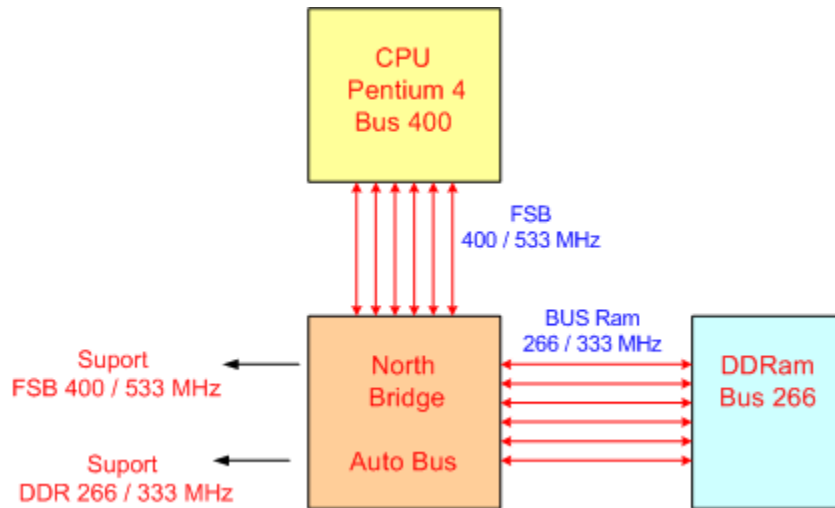 CPU
Pentium 4
Bus 400
FSB
400 / 533 MHz
BUS Ram
266 / 333 MHz
Suport
FSB 400 / 533 MHz
North
Bridge
DDRam
Bus 266
Auto Bus
Suport
DDR 266 / 333 MHz